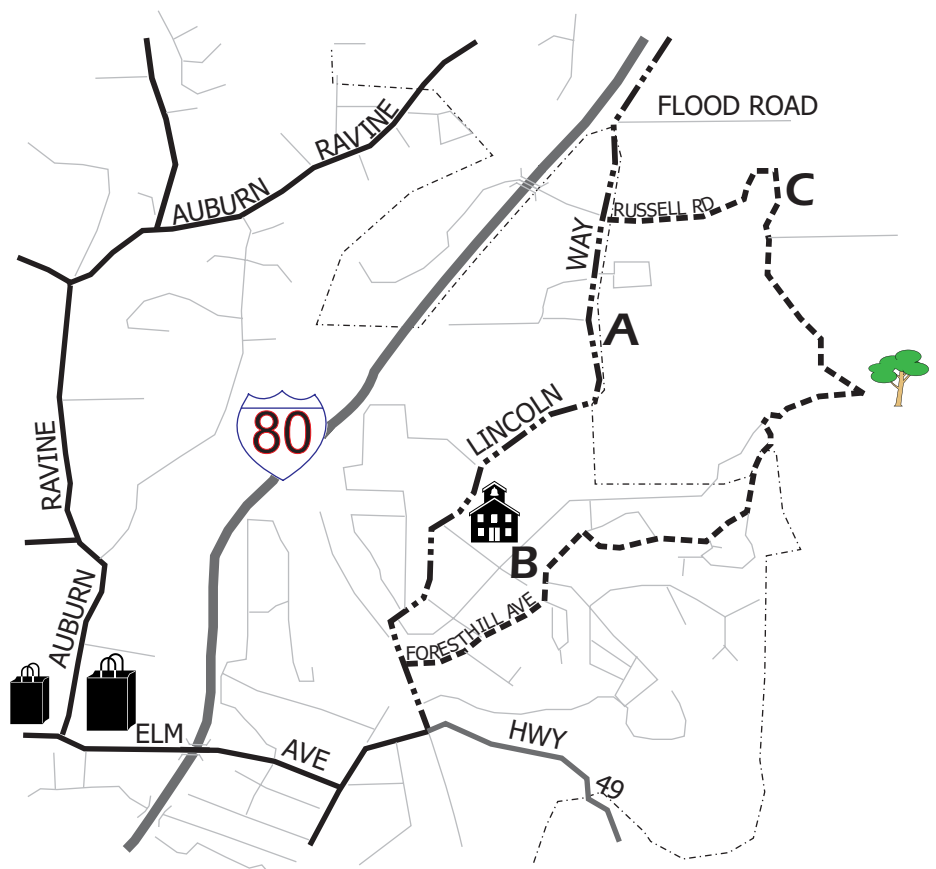 FLOOD ROAD
RAVINE
AUBURN
C
RUSSELL RD
WAY
A
LINCOLN
80
RAVINE
B
AUBURN
FORESTHILL AVE
ELM
AVE
HWY
49